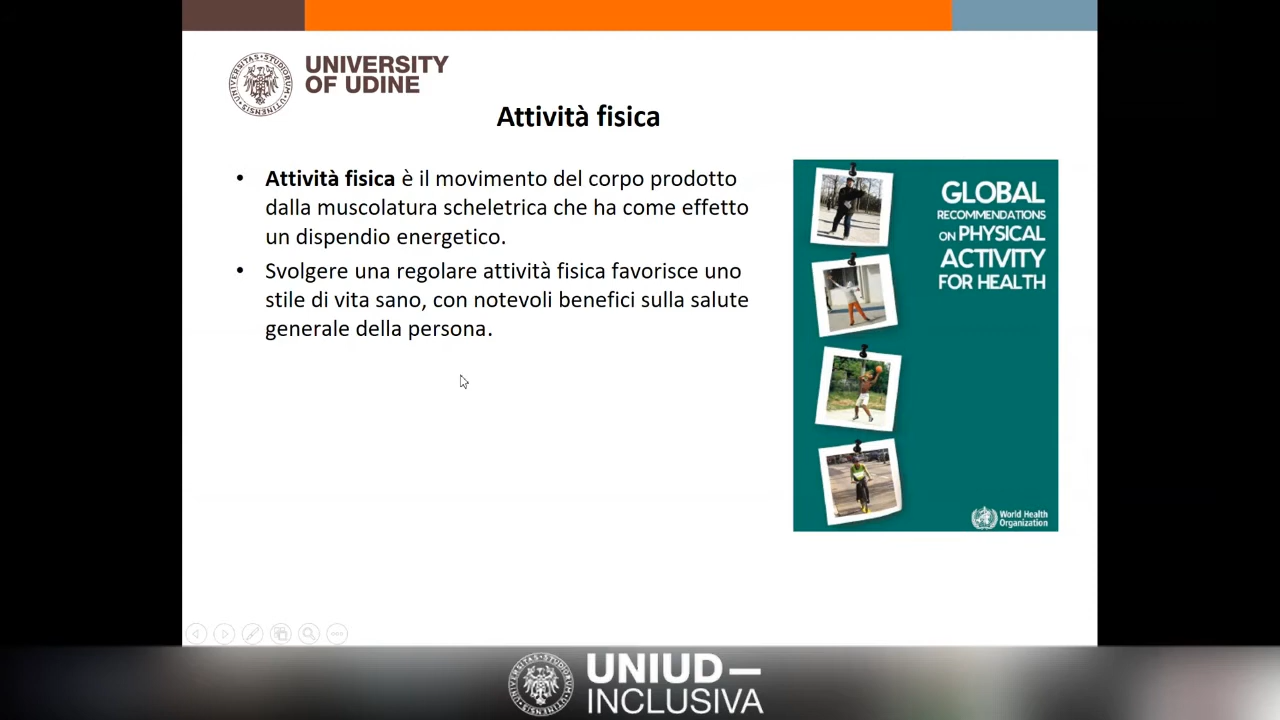 UNIVERSITY
OF UDINE
Attività fisica
• Attività fisica è il movimento del corpo prodotto
dalla muscolatura scheletrica che ha come effetto
un dispendio energetico.
• Svolgere una regolare attività fisica favorisce uno
stile di vita sano, con notevoli benefici sulla salute
generale della persona.
GLOBAL
RECOMMENDATIONS
ON PHYSICAL
ACTIVITY
FOR HEALTH
World Health
Organization
UNIUD—
INCLUSIVA